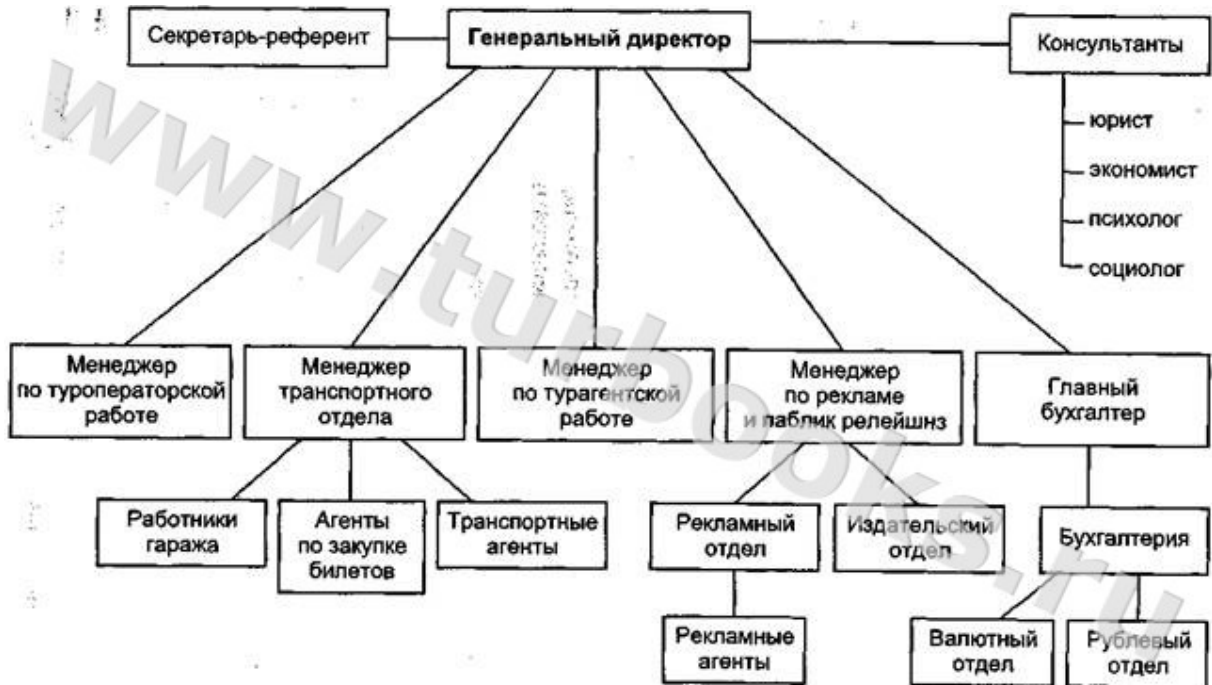 Секретарь-референт
Генеральный директор
Консультанты
юрист
экономист
психолог
социолог
Менеджер
по туроператорской
работе
Менеджер
транспортного
отдела
Менеджер
по турагентской
работе
Менеджер
по рекламе
и паблик релейшнз
Главный
бухгалтер
Работники
гаража
Агенты
по закупке
билетов
Транспортные
агенты
Рекламный
отдел
Издательский
отдел
Бухгалтерия
Рекламные
агенты
Валютный
отдел
Рублевый
отдел
www.turbooks.ru